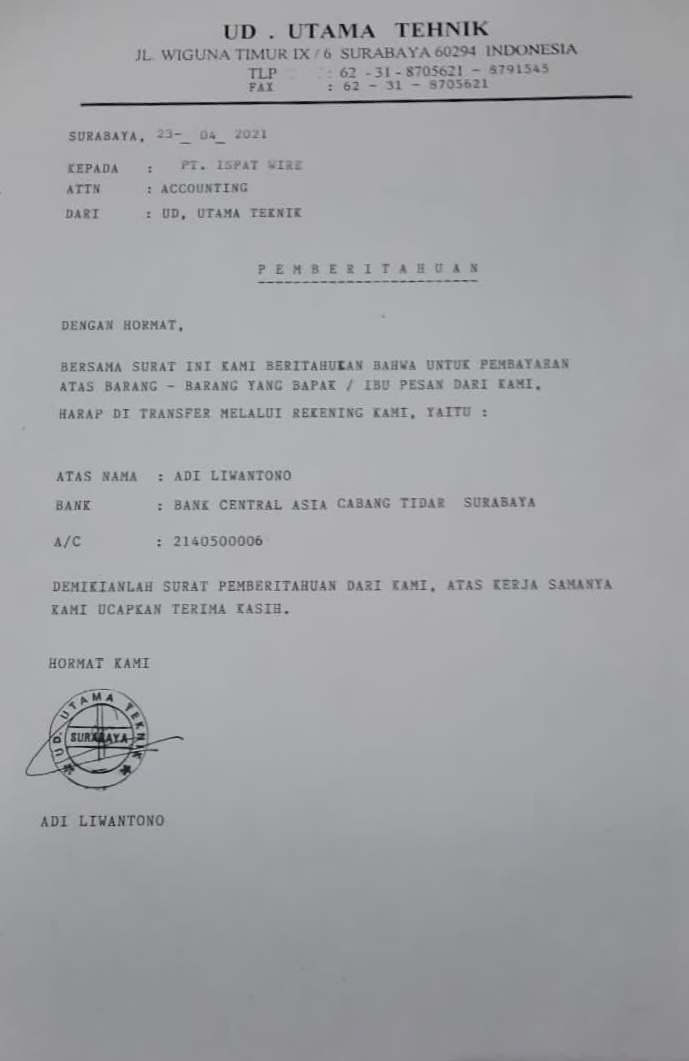 UD . UTAMA TEHNIK
JL. WIGUNA TIMUR IX / 6 SURABAYA 60294 INDONESIA
TLP : 62 - 31 - 8705621 - 8791545
FAX : 62 - 31 - 8705621
SURABAYA, 23-_ 04_ 2021
KEPADA : PT. ISPAT WIRE
ATTN : ACCOUNTING
DARI : UD, UTAMA TEKNIK
P E M B E R I T A H U A N
DENGAN HORMAT,
BERSAMA SURAT INI KAMI BERITAHUKAN BAHWA UNTUK PEMBAYARAN
ATAS BARANG - BARANG YANG BAPAK / IBU PESAN DARI KAMI,
HARAP DI TRANSFER MELALUI REKENING KAMI, YAITU :
ATAS NAMA : ADI LIWANTONO
BANK : BANK CENTRAL ASIA CABANG TIDAR SURABAYA
A/C : 2140500006
DEMIKIANLAH SURAT PEMBERITAHUAN DARI KAMI, ATAS KERJA SAMANYA
KAMI UCAPKAN TERIMA KASIH.
HORMAT KAMI
UD. UTAMA TEKNIK
SURABAYA
ADI LIWANTONO